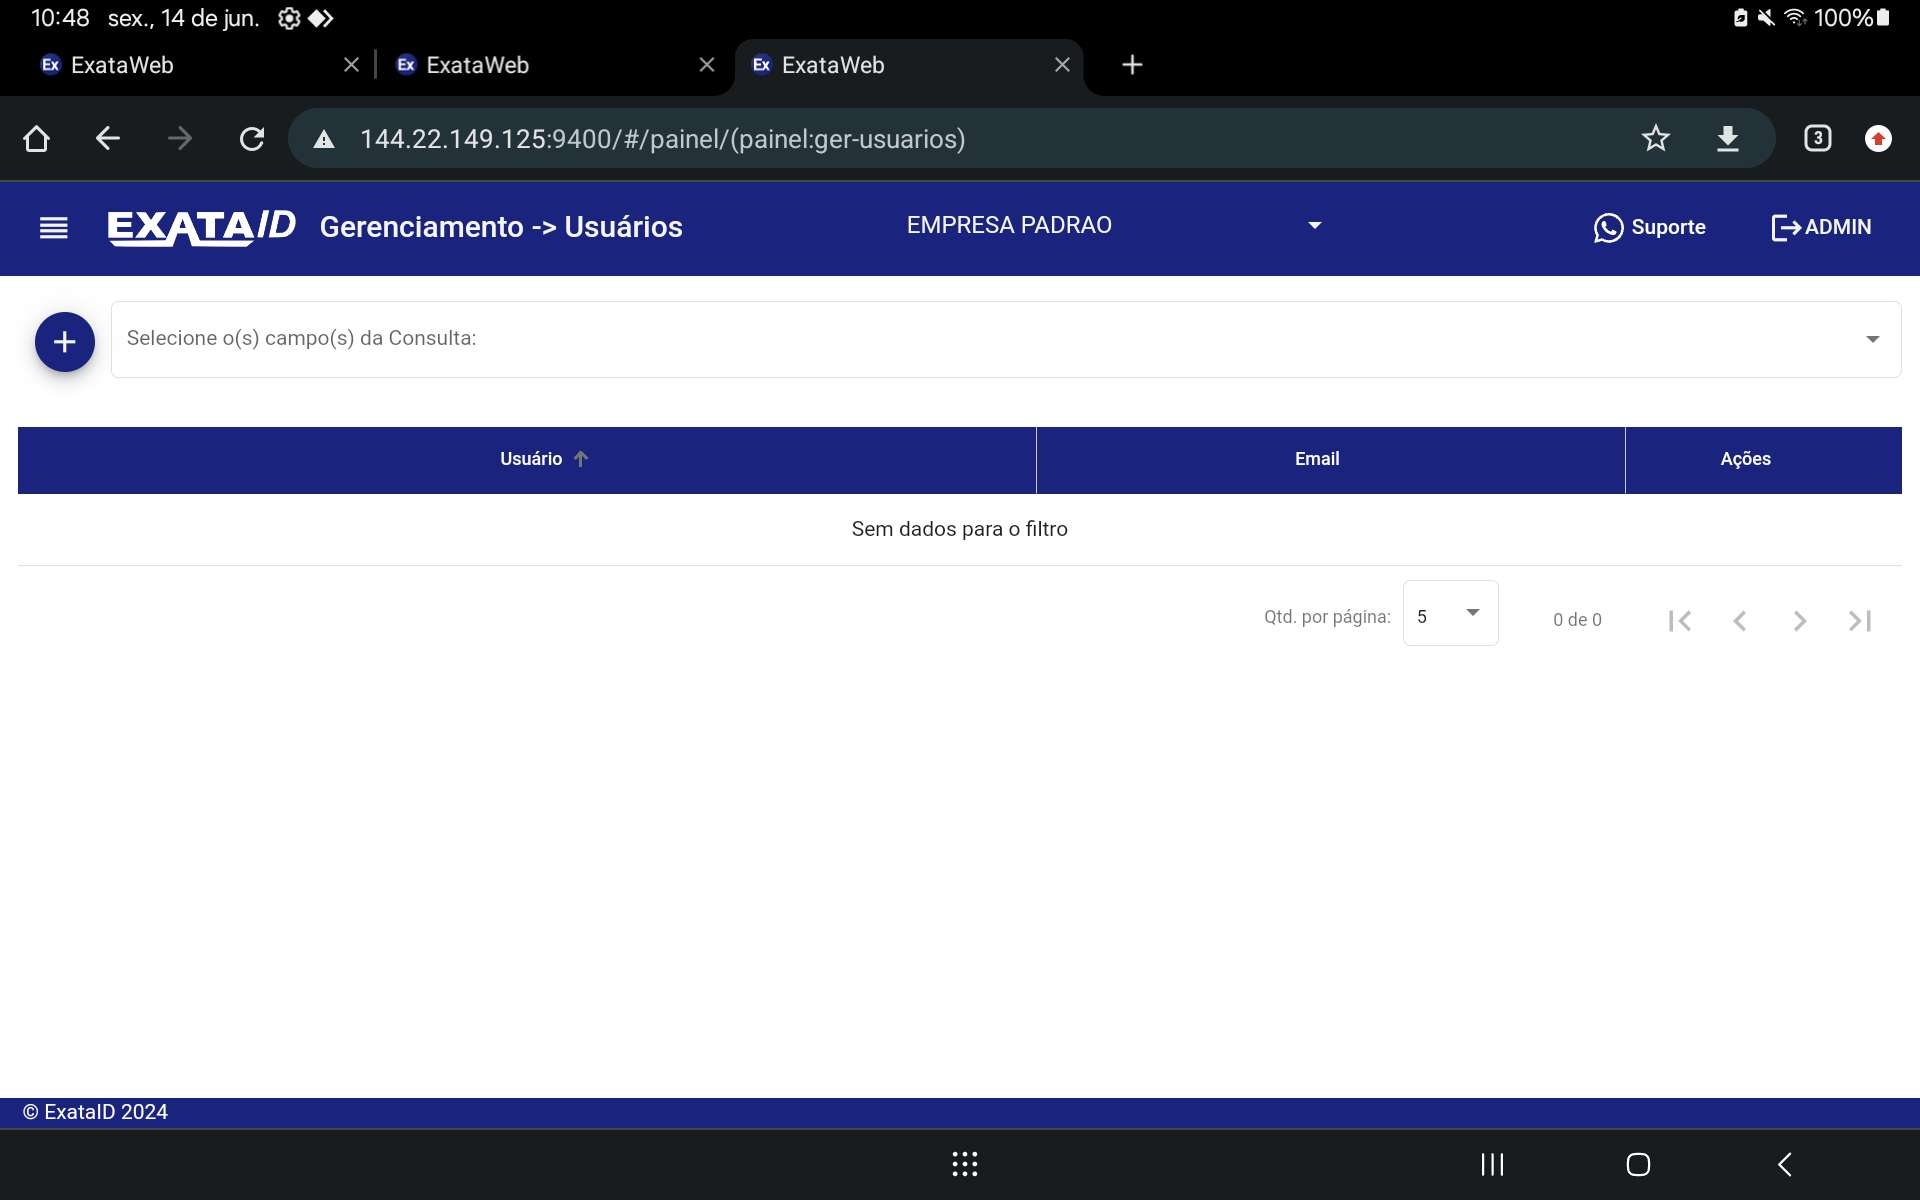 10:48 sex., 14 de jun. 100%
Ex ExataWeb Ex ExataWeb Ex ExataWeb
144.22.149.125:9400/#/painel/(painel:ger-usuarios) 3
EXATAID Gerenciamento -> Usuários EMPRESA PADRAO Suporte ADMIN
Selecione o(s) campo(s) da Consulta:
Usuário Email Ações
Sem dados para o filtro
Qtd. por página: 5 0 de 0
© ExataID 2024